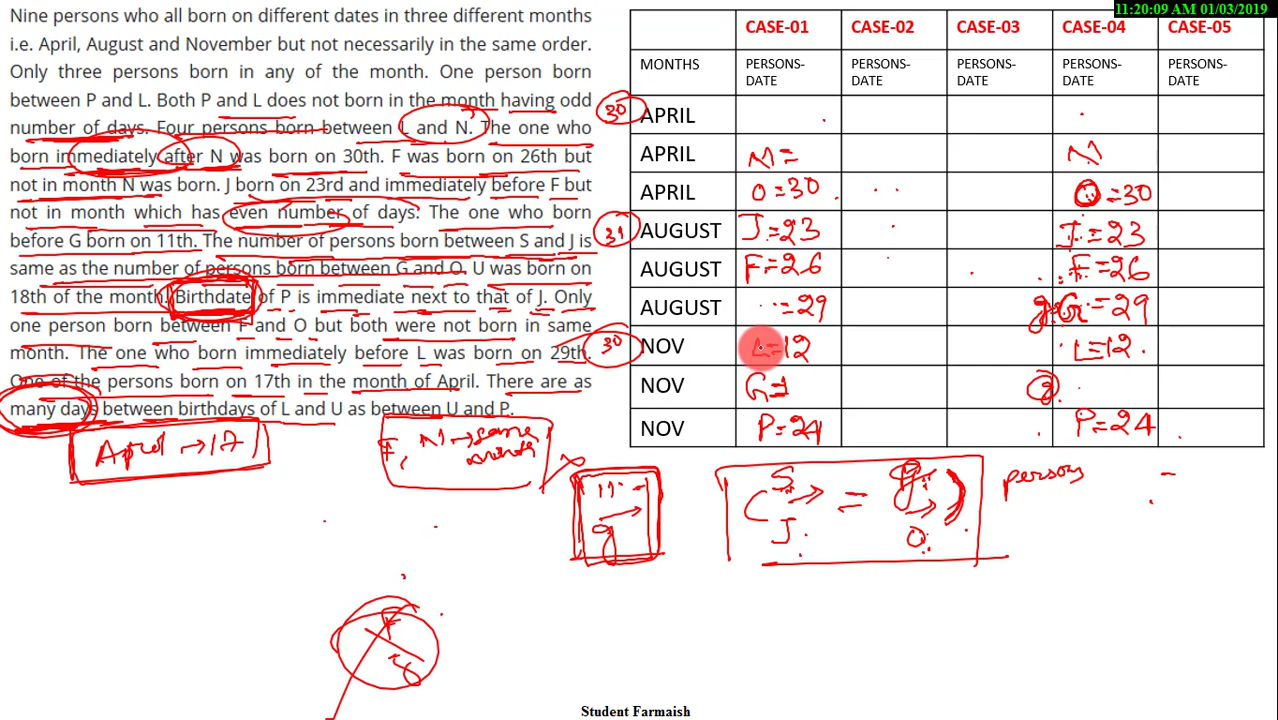 11:20:09 AM 01/03/2019
Nine persons who all born on different dates in three different months
i.e. April, August and November but not necessarily in the same order.
Only three persons born in any of the month. One person born
between P and L. Both P and L does not born in the month having odd
number of days. Four persons born between L and N. The one who
born immediately after N was born on 30th. F was born on 26th but
not in month N was born. J born on 23rd and immediately before F but
not in month which has even number of days. The one who born
before G born on 11th. The number of persons born between S and J is
same as the number of persons born between G and O. U was born on
18th of the month. Birthdate of P is immediate next to that of J. Only
one person born between F and O but both were not born in same
month. The one who born immediately before L was born on 29th.
One of the persons born on 17th in the month of April. There are as
many days between birthdays of L and U as between U and P.
CASE-01 CASE-02 CASE-03 CASE-04 CASE-05
MONTHS PERSONS-DATE PERSONS-DATE PERSONS-DATE PERSONS-DATE PERSONS-DATE
30 APRIL
APRIL N= N
APRIL O=30 O=30
31 AUGUST J=23 J=23
AUGUST F=26 F=26
AUGUST =29 G=29
30 NOV L=12 L=12
NOV G=
NOV P=24 P=24
April → 17
F, N → same
month
11
g
S → = g →
J O
persons
F
Student Farmaish